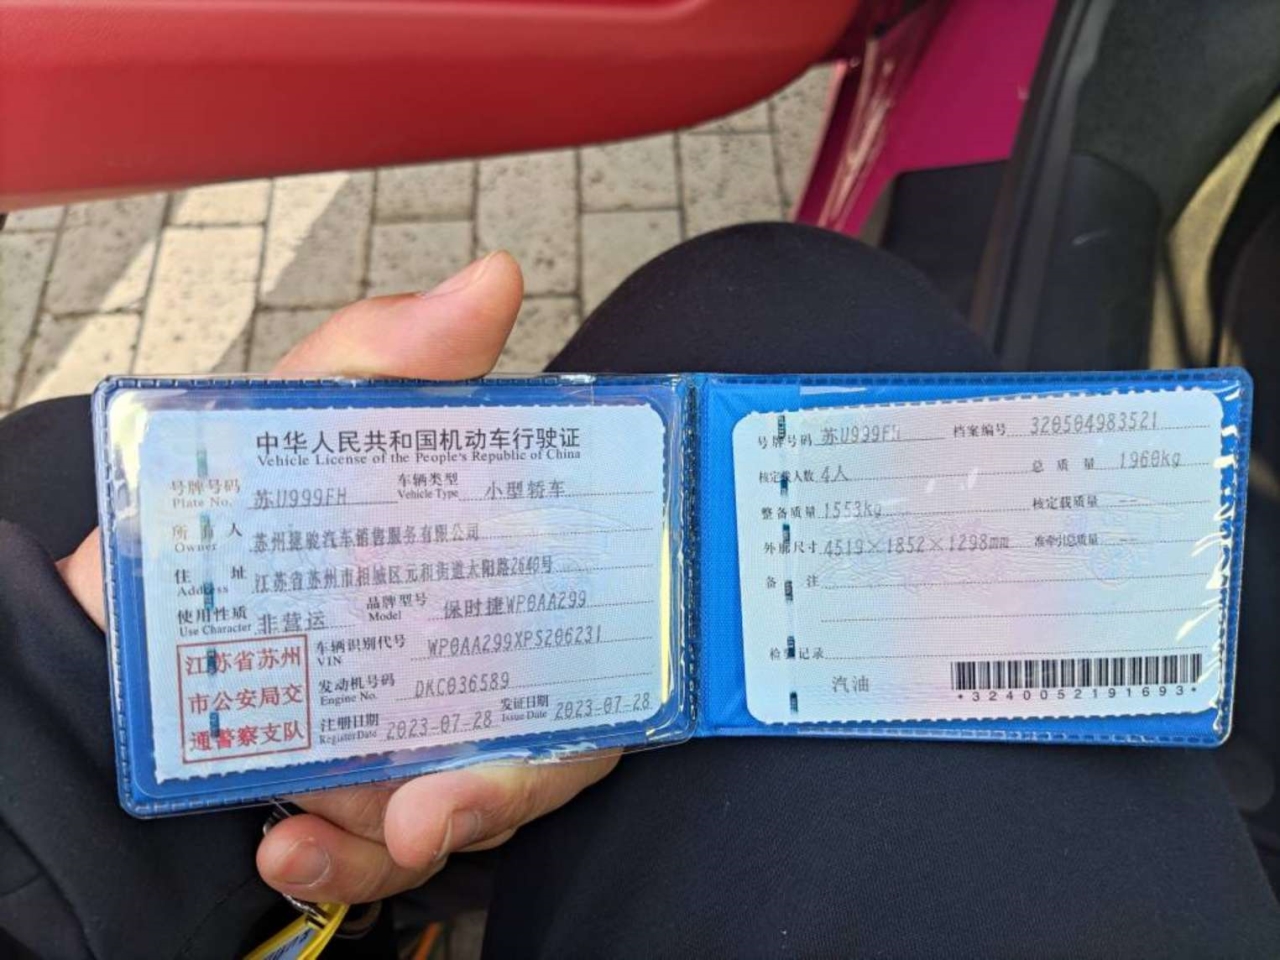 中华人民共和国机动车行驶证
Vehicle License of the People's Republic of China
号牌号码 苏U999FH 车辆类型 小型轿车
Plate No. Vehicle Type
所有人 苏州捷骏汽车销售服务有限公司
Owner
住址 江苏省苏州市相城区元和街道太阳路2640号
Address
使用性质 非营运 品牌型号 保时捷WP0AA299
Use Character Model
车辆识别代号 WP0AA299XPS206231
VIN
发动机号码 DKC036589
Engine No.
注册日期 2023-07-28 发证日期 2023-07-28
Register Date Issue Date
江苏省苏州
市公安局交
通警察支队
号牌号码 苏U999FH 档案编号 320504983521
核定载人数 4人 总质量 1960kg
整备质量 1553kg 核定载质量 --
外廓尺寸 4519×1852×1298mm 准牵引总质量 --
备注
检验记录
汽油
*3240052191693*